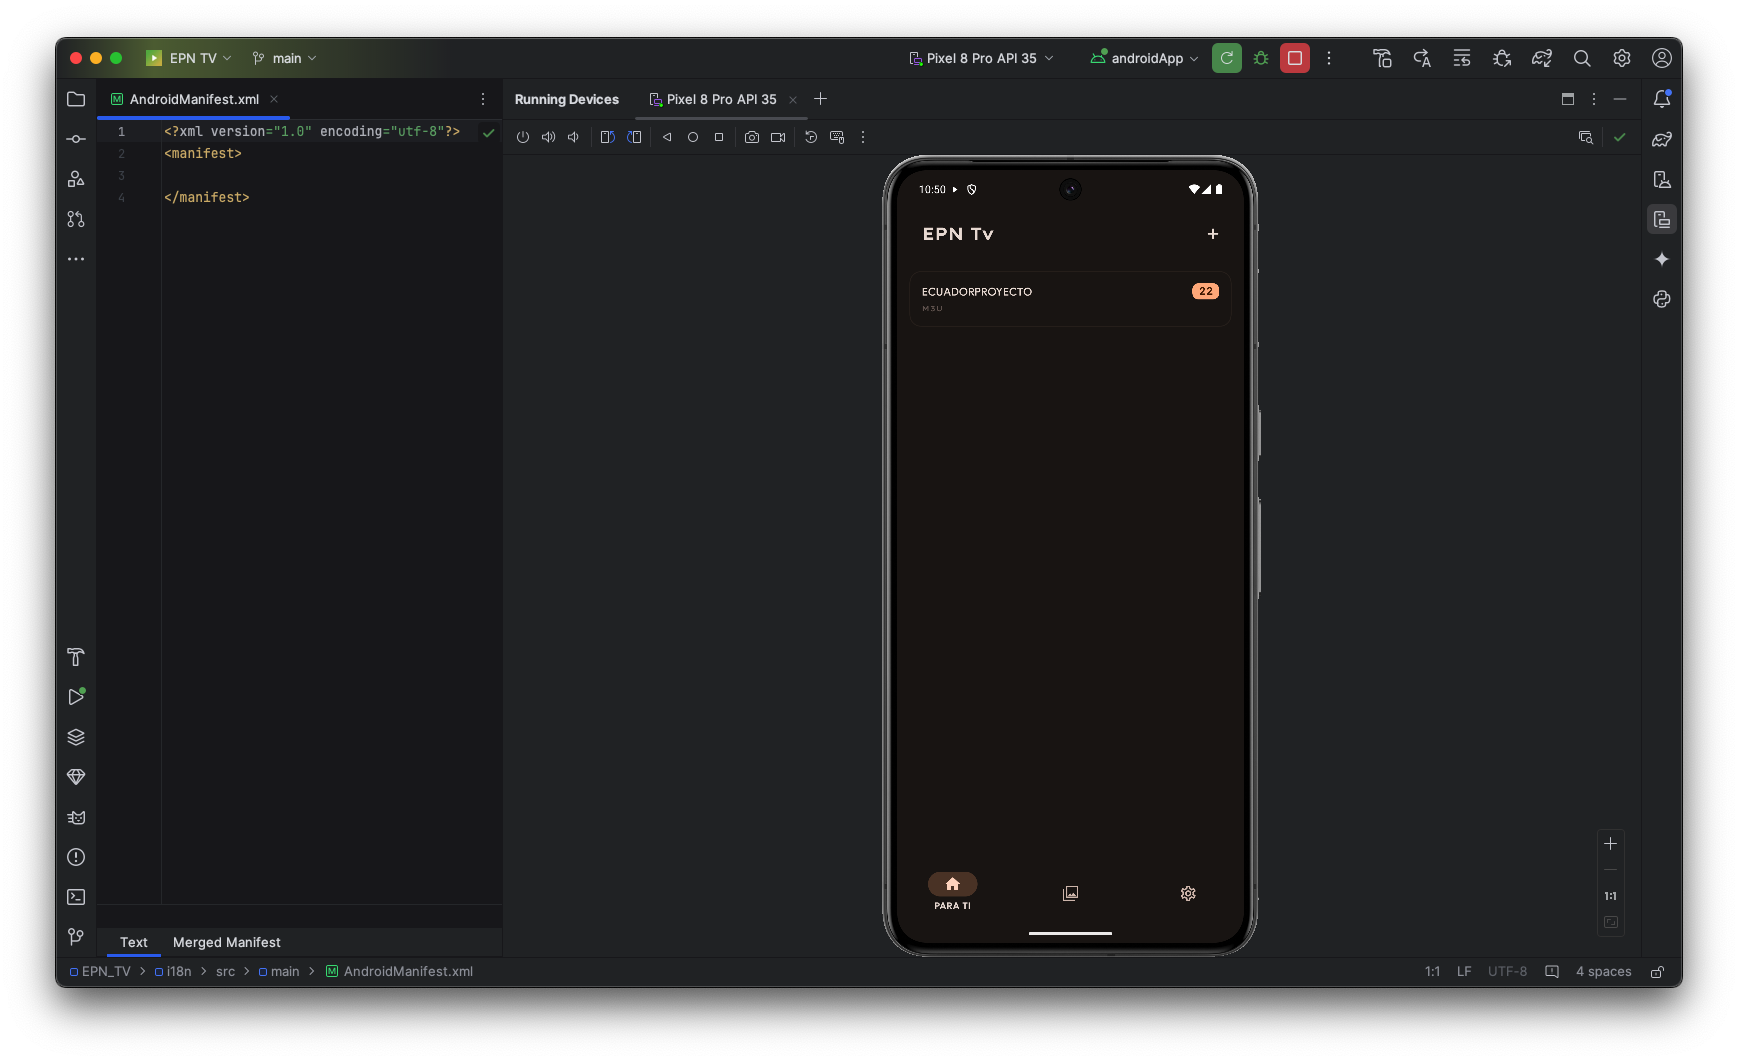 EPN TV
main
Pixel 8 Pro API 35
androidApp
AndroidManifest.xml
Running Devices
Pixel 8 Pro API 35
1 <?xml version="1.0" encoding="utf-8"?>
2 <manifest>
3
4 </manifest>
10:50
EPN Tv
ECUADORPROYECTO
22
M3U
PARA TI
1:1
Text
Merged Manifest
EPN_TV > i18n > src > main > AndroidManifest.xml
1:1
LF
UTF-8
4 spaces